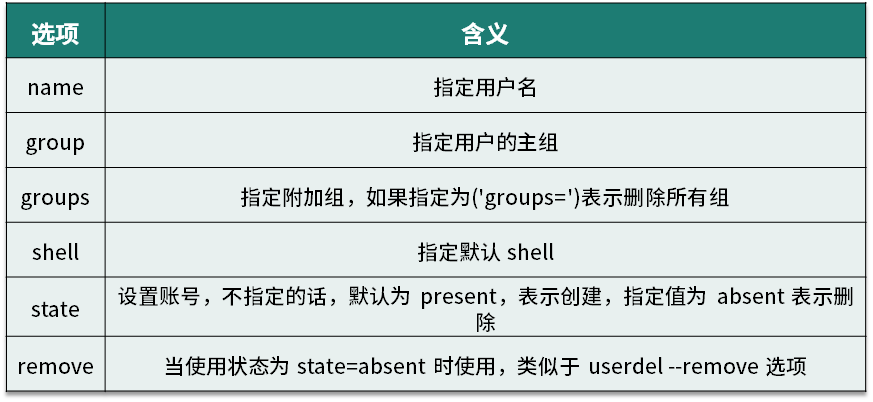 选项 含义
name 指定用户名
group 指定用户的主组
groups 指定附加组，如果指定为('groups=')表示删除所有组
shell 指定默认 shell
state 设置账号，不指定的话，默认为 present，表示创建，指定值为 absent 表示删
除
remove 当使用状态为 state=absent 时使用，类似于 userdel --remove 选项